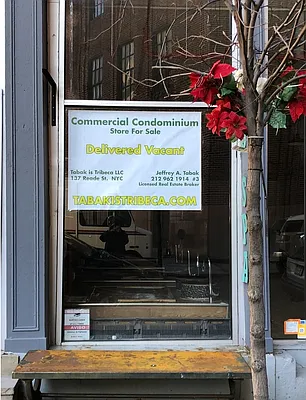 Commercial Condominium
Store For Sale
Delivered Vacant
Tabak is Tribeca LLC
137 Reade St. NYC
Jeffrey A. Tabak
212 962 1914 #3
Licensed Real Estate
Broker
TABAKISTRIBECA.COM
AVISO